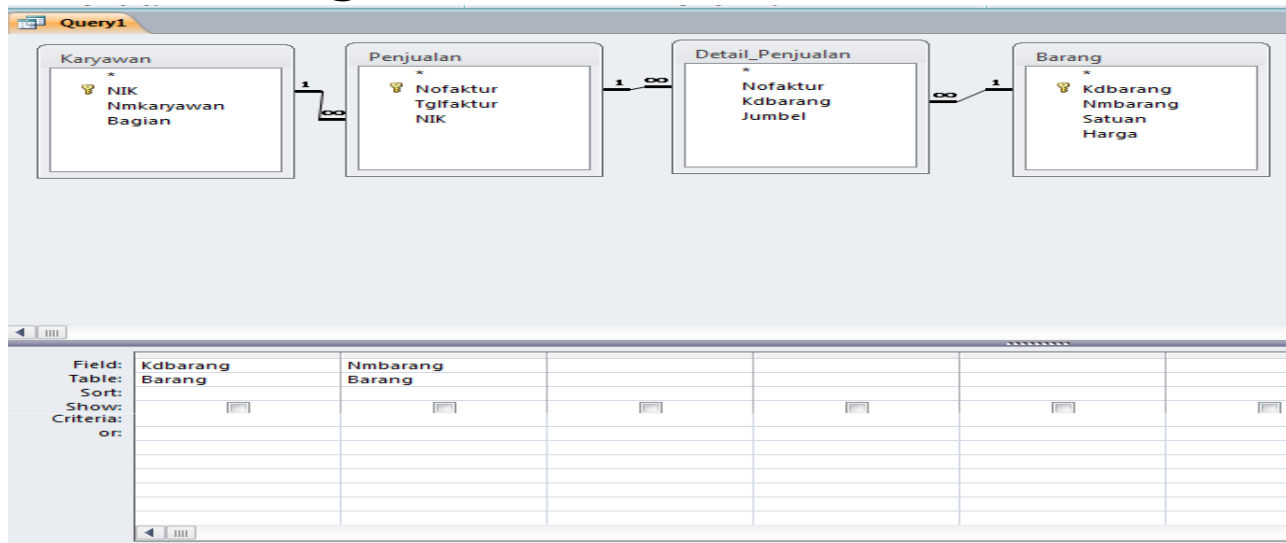 Query1
Karyawan
*
NIK
Nmkaryawan
Bagian
1
∞
Penjualan
*
Nofaktur
Tglfaktur
NIK
1
∞
Detail_Penjualan
*
Nofaktur
Kdbarang
Jumbel
∞
1
Barang
*
Kdbarang
Nmbarang
Satuan
Harga
Field: Kdbarang Nmbarang
Table: Barang Barang
Sort:
Show:
Criteria:
or: